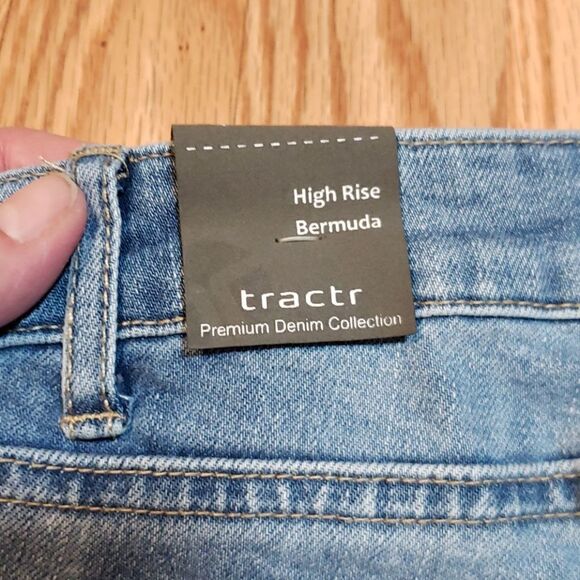 High Rise
Bermuda
tractr
Premium Denim Collection